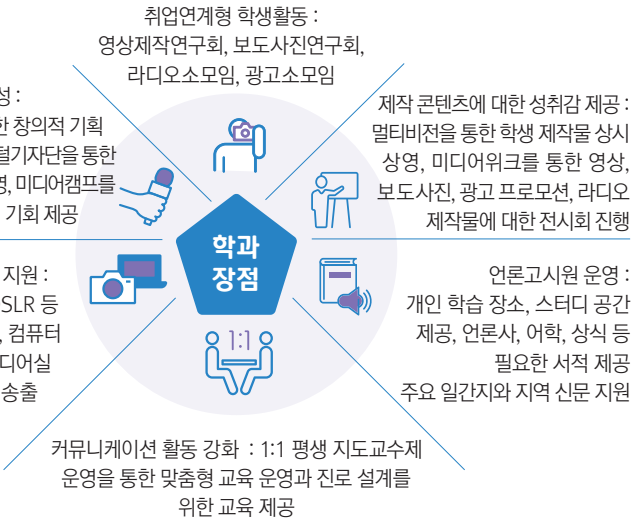 취업연계형 학생활동 :
영상제작연구회, 보도사진연구회,
라디오소모임, 광고소모임
성 :
한 창의적 기획
털기자단을 통한
영, 미디어캠프를
기회 제공
제작 콘텐츠에 대한 성취감 제공 :
멀티비전을 통한 학생 제작물 상시
상영, 미디어위크를 통한 영상,
보도사진, 광고 프로모션, 라디오
제작물에 대한 전시회 진행
학과
장점
지원 :
SLR 등
, 컴퓨터
디어실
송출
언론고시원 운영 :
개인 학습 장소, 스터디 공간
제공, 언론사, 어학, 상식 등
필요한 서적 제공
주요 일간지와 지역 신문 지원
1:1
커뮤니케이션 활동 강화 : 1:1 평생 지도교수제
운영을 통한 맞춤형 교육 운영과 진로 설계를
위한 교육 제공